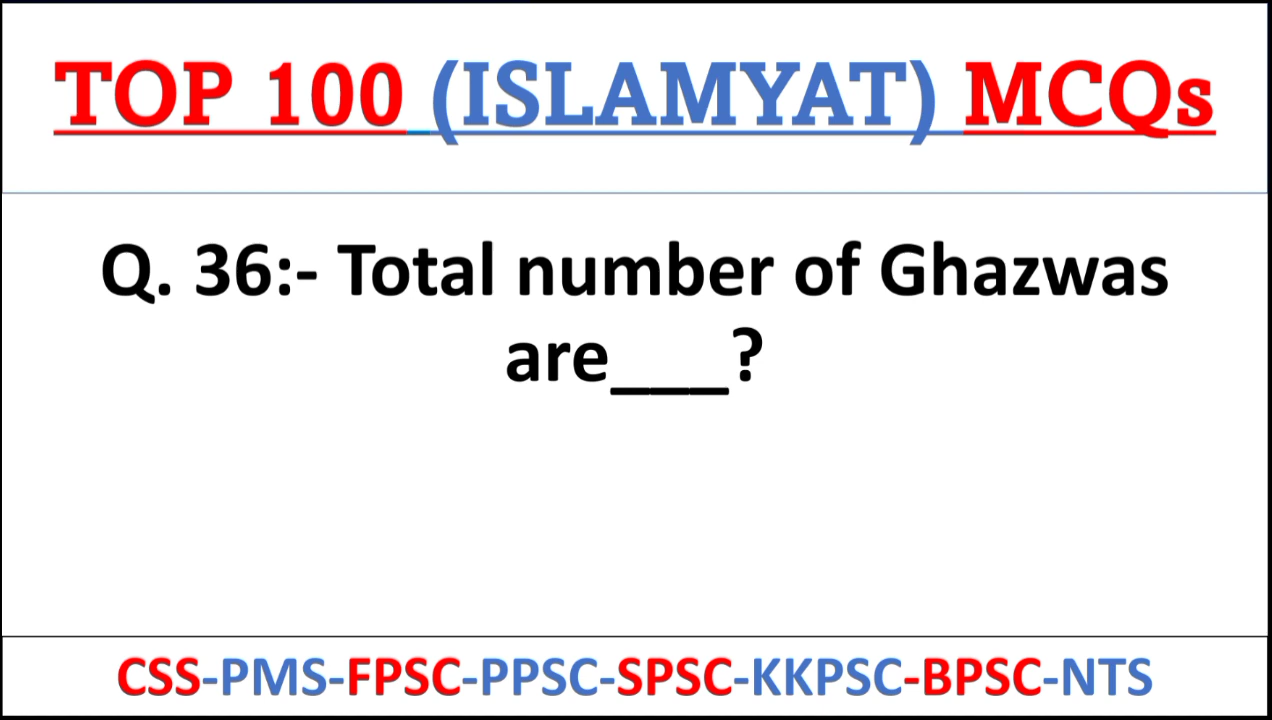 TOP 100 (ISLAMYAT) MCQs
Q. 36:- Total number of Ghazwas
are___?
CSS-PMS-FPSC-PPSC-SPSC-KKPSC-BPSC-NTS